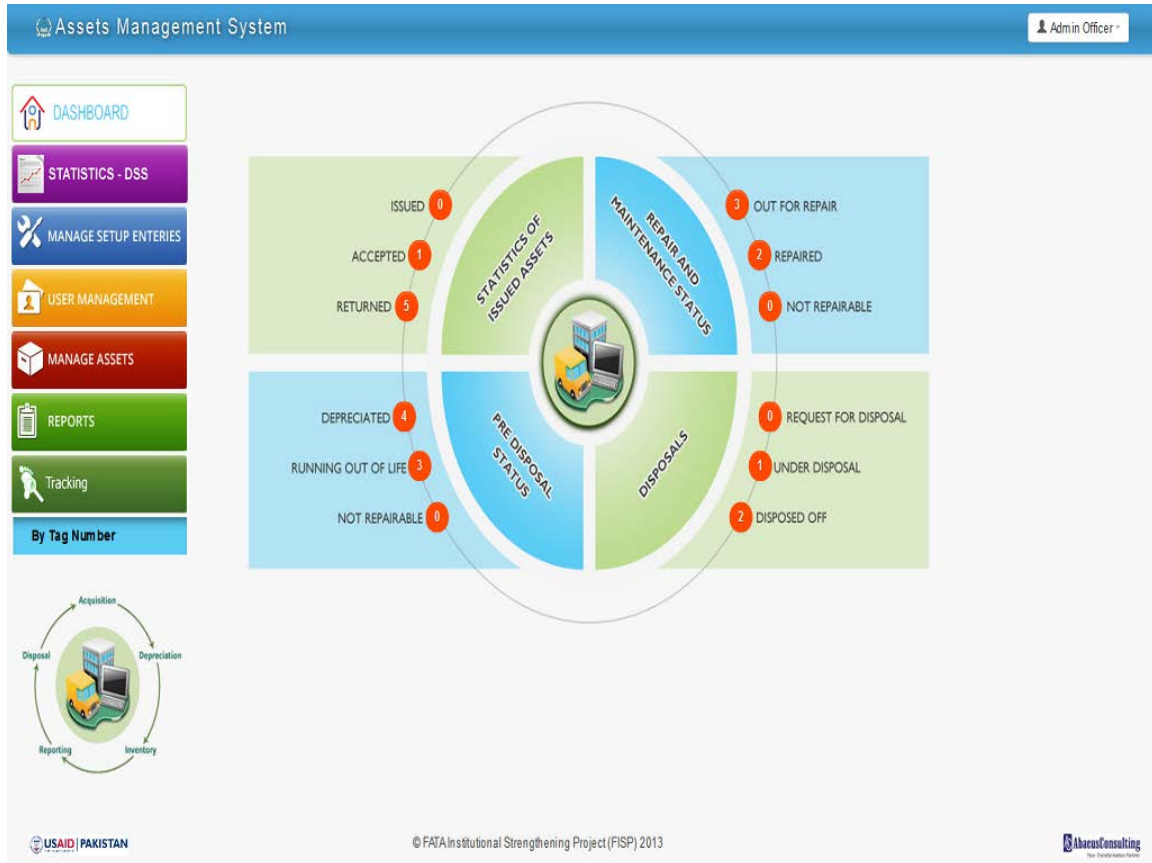 Assets Management System
Admin Officer
DASHBOARD
STATISTICS - DSS
MANAGE SETUP ENTERIES
USER MANAGEMENT
MANAGE ASSETS
REPORTS
Tracking
By Tag Number
Acquisition
Depreciation
Inventory
Reporting
Disposal
STATISTICS OF
ISSUED ASSETS
ISSUED 0
ACCEPTED 1
RETURNED 5
REPAIR AND
MAINTENANCE STATUS
3 OUT FOR REPAIR
2 REPAIRED
0 NOT REPAIRABLE
PRE DISPOSAL
STATUS
DEPRECIATED 4
RUNNING OUT OF LIFE 3
NOT REPAIRABLE 0
DISPOSALS
0 REQUEST FOR DISPOSAL
1 UNDER DISPOSAL
2 DISPOSED OFF
USAID | PAKISTAN
© FATA Institutional Strengthening Project (FISP) 2013
AbacusConsulting
Your Transformation Partner